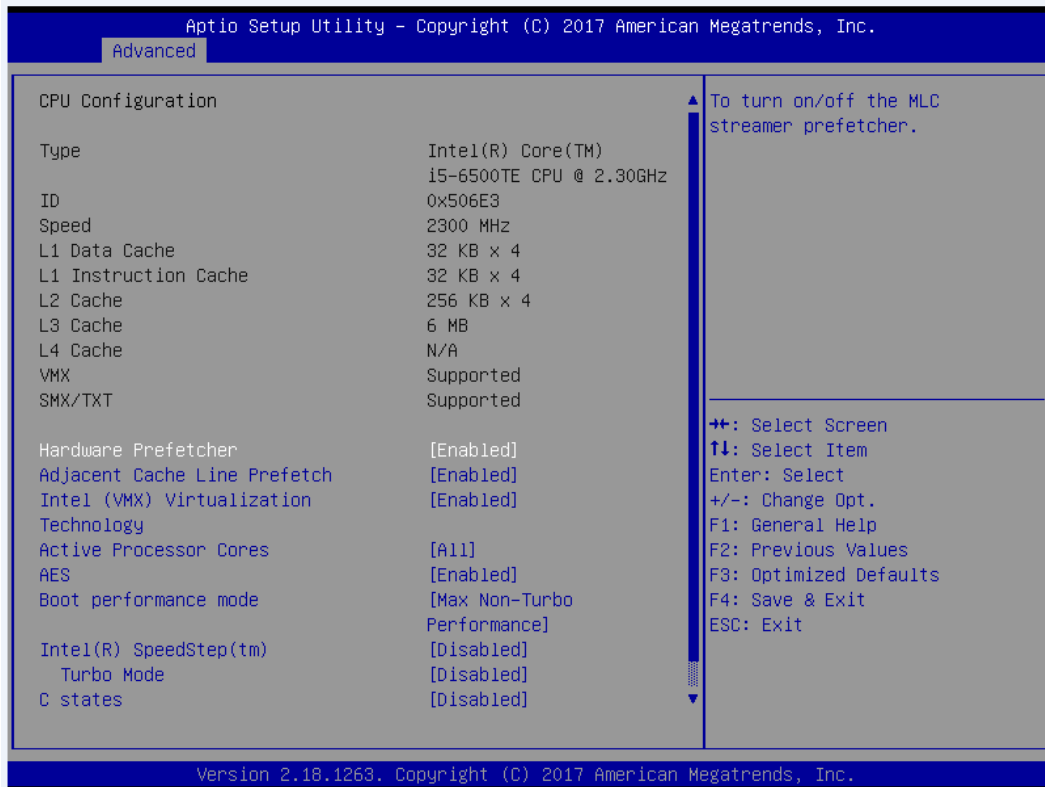 Aptio Setup Utility – Copyright (C) 2017 American Megatrends, Inc.
Advanced
CPU Configuration
Type Intel(R) Core(TM)
i5-6500TE CPU @ 2.30GHz
ID 0x506E3
Speed 2300 MHz
L1 Data Cache 32 KB x 4
L1 Instruction Cache 32 KB x 4
L2 Cache 256 KB x 4
L3 Cache 6 MB
L4 Cache N/A
VMX Supported
SMX/TXT Supported
Hardware Prefetcher [Enabled]
Adjacent Cache Line Prefetch [Enabled]
Intel (VMX) Virtualization [Enabled]
Technology
Active Processor Cores [All]
AES [Enabled]
Boot performance mode [Max Non-Turbo
Performance]
Intel(R) SpeedStep(tm) [Disabled]
Turbo Mode [Disabled]
C states [Disabled]
To turn on/off the MLC
streamer prefetcher.
→←: Select Screen
↑↓: Select Item
Enter: Select
+/-: Change Opt.
F1: General Help
F2: Previous Values
F3: Optimized Defaults
F4: Save & Exit
ESC: Exit
Version 2.18.1263. Copyright (C) 2017 American Megatrends, Inc.